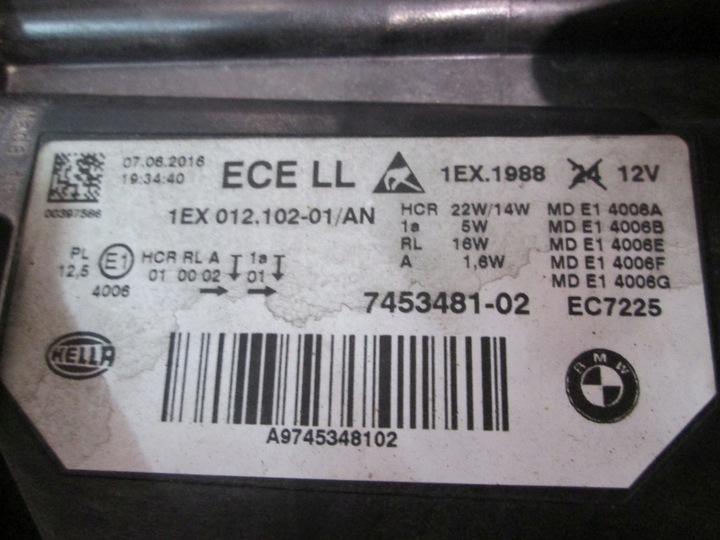 07.06.2016
19:34:40
ECE LL
1EX.1988 24 12V
00397566
1EX 012.102-01/AN
HCR 22W/14W MD E1 4006A
1a 5W MD E1 4006B
RL 16W MD E1 4006E
A 1,6W MD E1 4006F
MD E1 4006G
PL
12,5
E1
4006
HCR RL A 1a
01 00 02 01
7453481-02 EC7225
HELLA
BMW
A9745348102